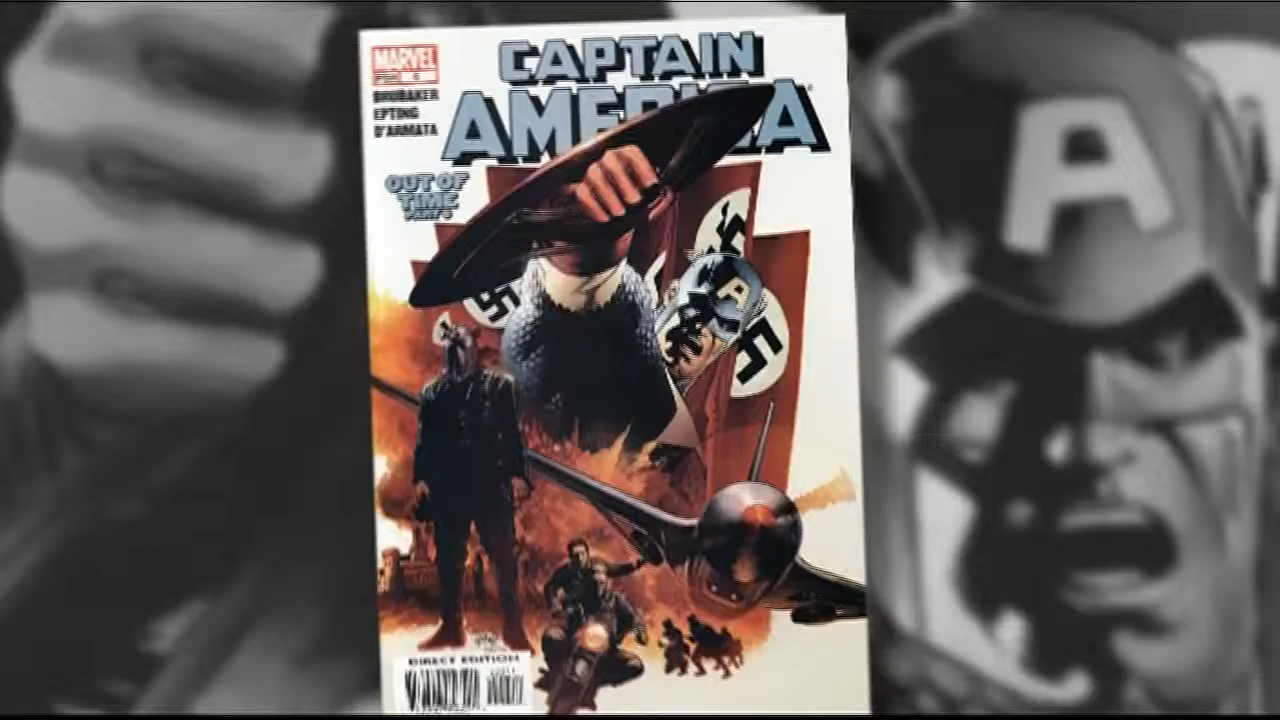 MARVEL
CAPTAIN
AMERICA
BRUBAKER
EPTING
D'ARMATA
OUT OF
TIME
A
DIRECT EDITION
A